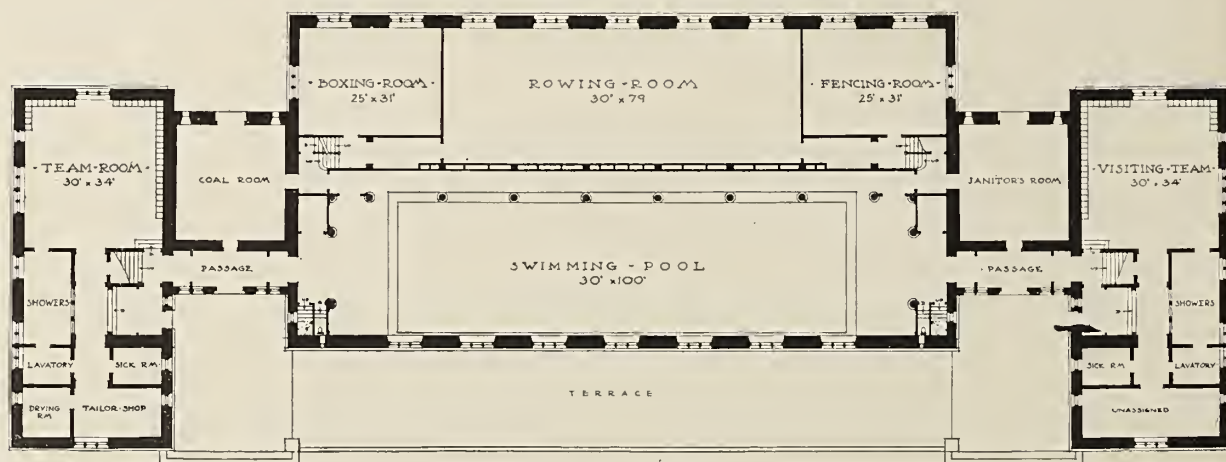 · BOXING-ROOM ·
25' x 31'
ROWING-ROOM
30' x 79
· FENCING-ROOM ·
25' x 31'
· TEAM-ROOM ·
30' x 34'
COAL ROOM
JANITOR'S ROOM
· VISITING-TEAM ·
30' x 34'
SWIMMING - POOL
30' x 100'
PASSAGE
· PASSAGE
SHOWERS
SHOWERS
LAVATORY
SICK RM.
SICK RM
LAVATORY
DRYING
RM.
TAILOR-SHOP
UNASSIGNED
TERRACE